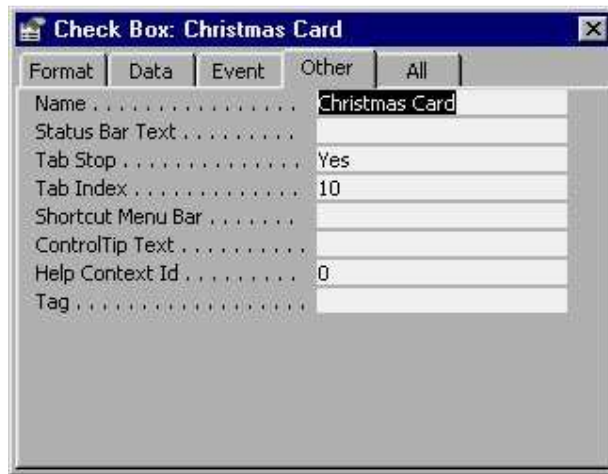 Check Box: Christmas Card
Format Data Event Other All
Name . . . . . . . . . . . . . . . . Christmas Card
Status Bar Text . . . . . . . . .
Tab Stop . . . . . . . . . . . . . . Yes
Tab Index . . . . . . . . . . . . . 10
Shortcut Menu Bar . . . . . . .
ControlTip Text . . . . . . . . . .
Help Context Id . . . . . . . . . 0
Tag . . . . . . . . . . . . . . . . . .